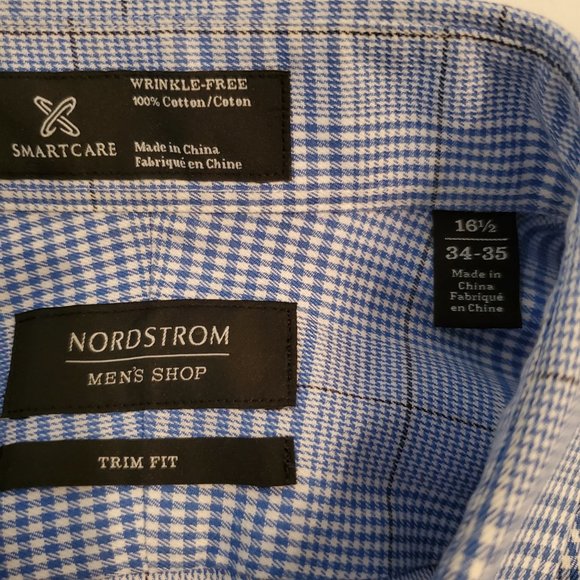 WRINKLE-FREE
100% Cotton/Coton
SMARTCARE
Made in China
Fabriqué en Chine
16½
34-35
Made in
China
Fabriqué
en Chine
NORDSTROM
MEN'S SHOP
TRIM FIT